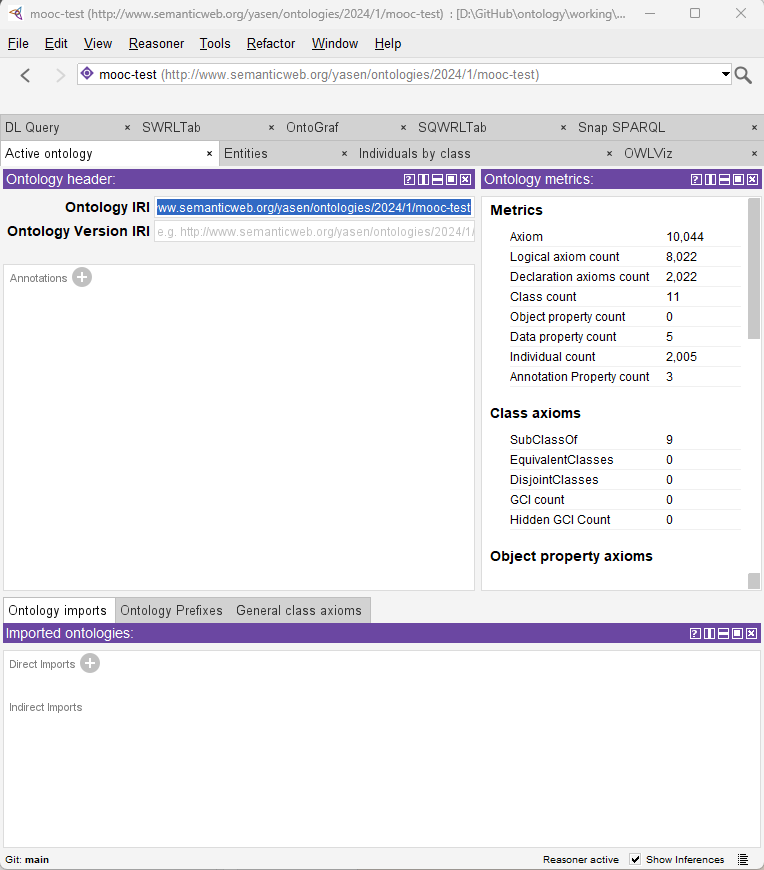 mooc-test (http://www.semanticweb.org/yasen/ontologies/2024/1/mooc-test) : [D:\GitHub\ontology\working\...
File Edit View Reasoner Tools Refactor Window Help
mooc-test (http://www.semanticweb.org/yasen/ontologies/2024/1/mooc-test)
DL Query × SWRLTab × OntoGraf × SQWRLTab × Snap SPARQL ×
Active ontology × Entities × Individuals by class × OWLViz ×
Ontology header:
Ontology IRI ww.semanticweb.org/yasen/ontologies/2024/1/mooc-test
Ontology Version IRI e.g. http://www.semanticweb.org/yasen/ontologies/2024/1/
Annotations
Ontology metrics:
Metrics
Axiom 10,044
Logical axiom count 8,022
Declaration axioms count 2,022
Class count 11
Object property count 0
Data property count 5
Individual count 2,005
Annotation Property count 3
Class axioms
SubClassOf 9
EquivalentClasses 0
DisjointClasses 0
GCI count 0
Hidden GCI Count 0
Object property axioms
Ontology imports Ontology Prefixes General class axioms
Imported ontologies:
Direct Imports
Indirect Imports
Git: main
Reasoner active Show Inferences